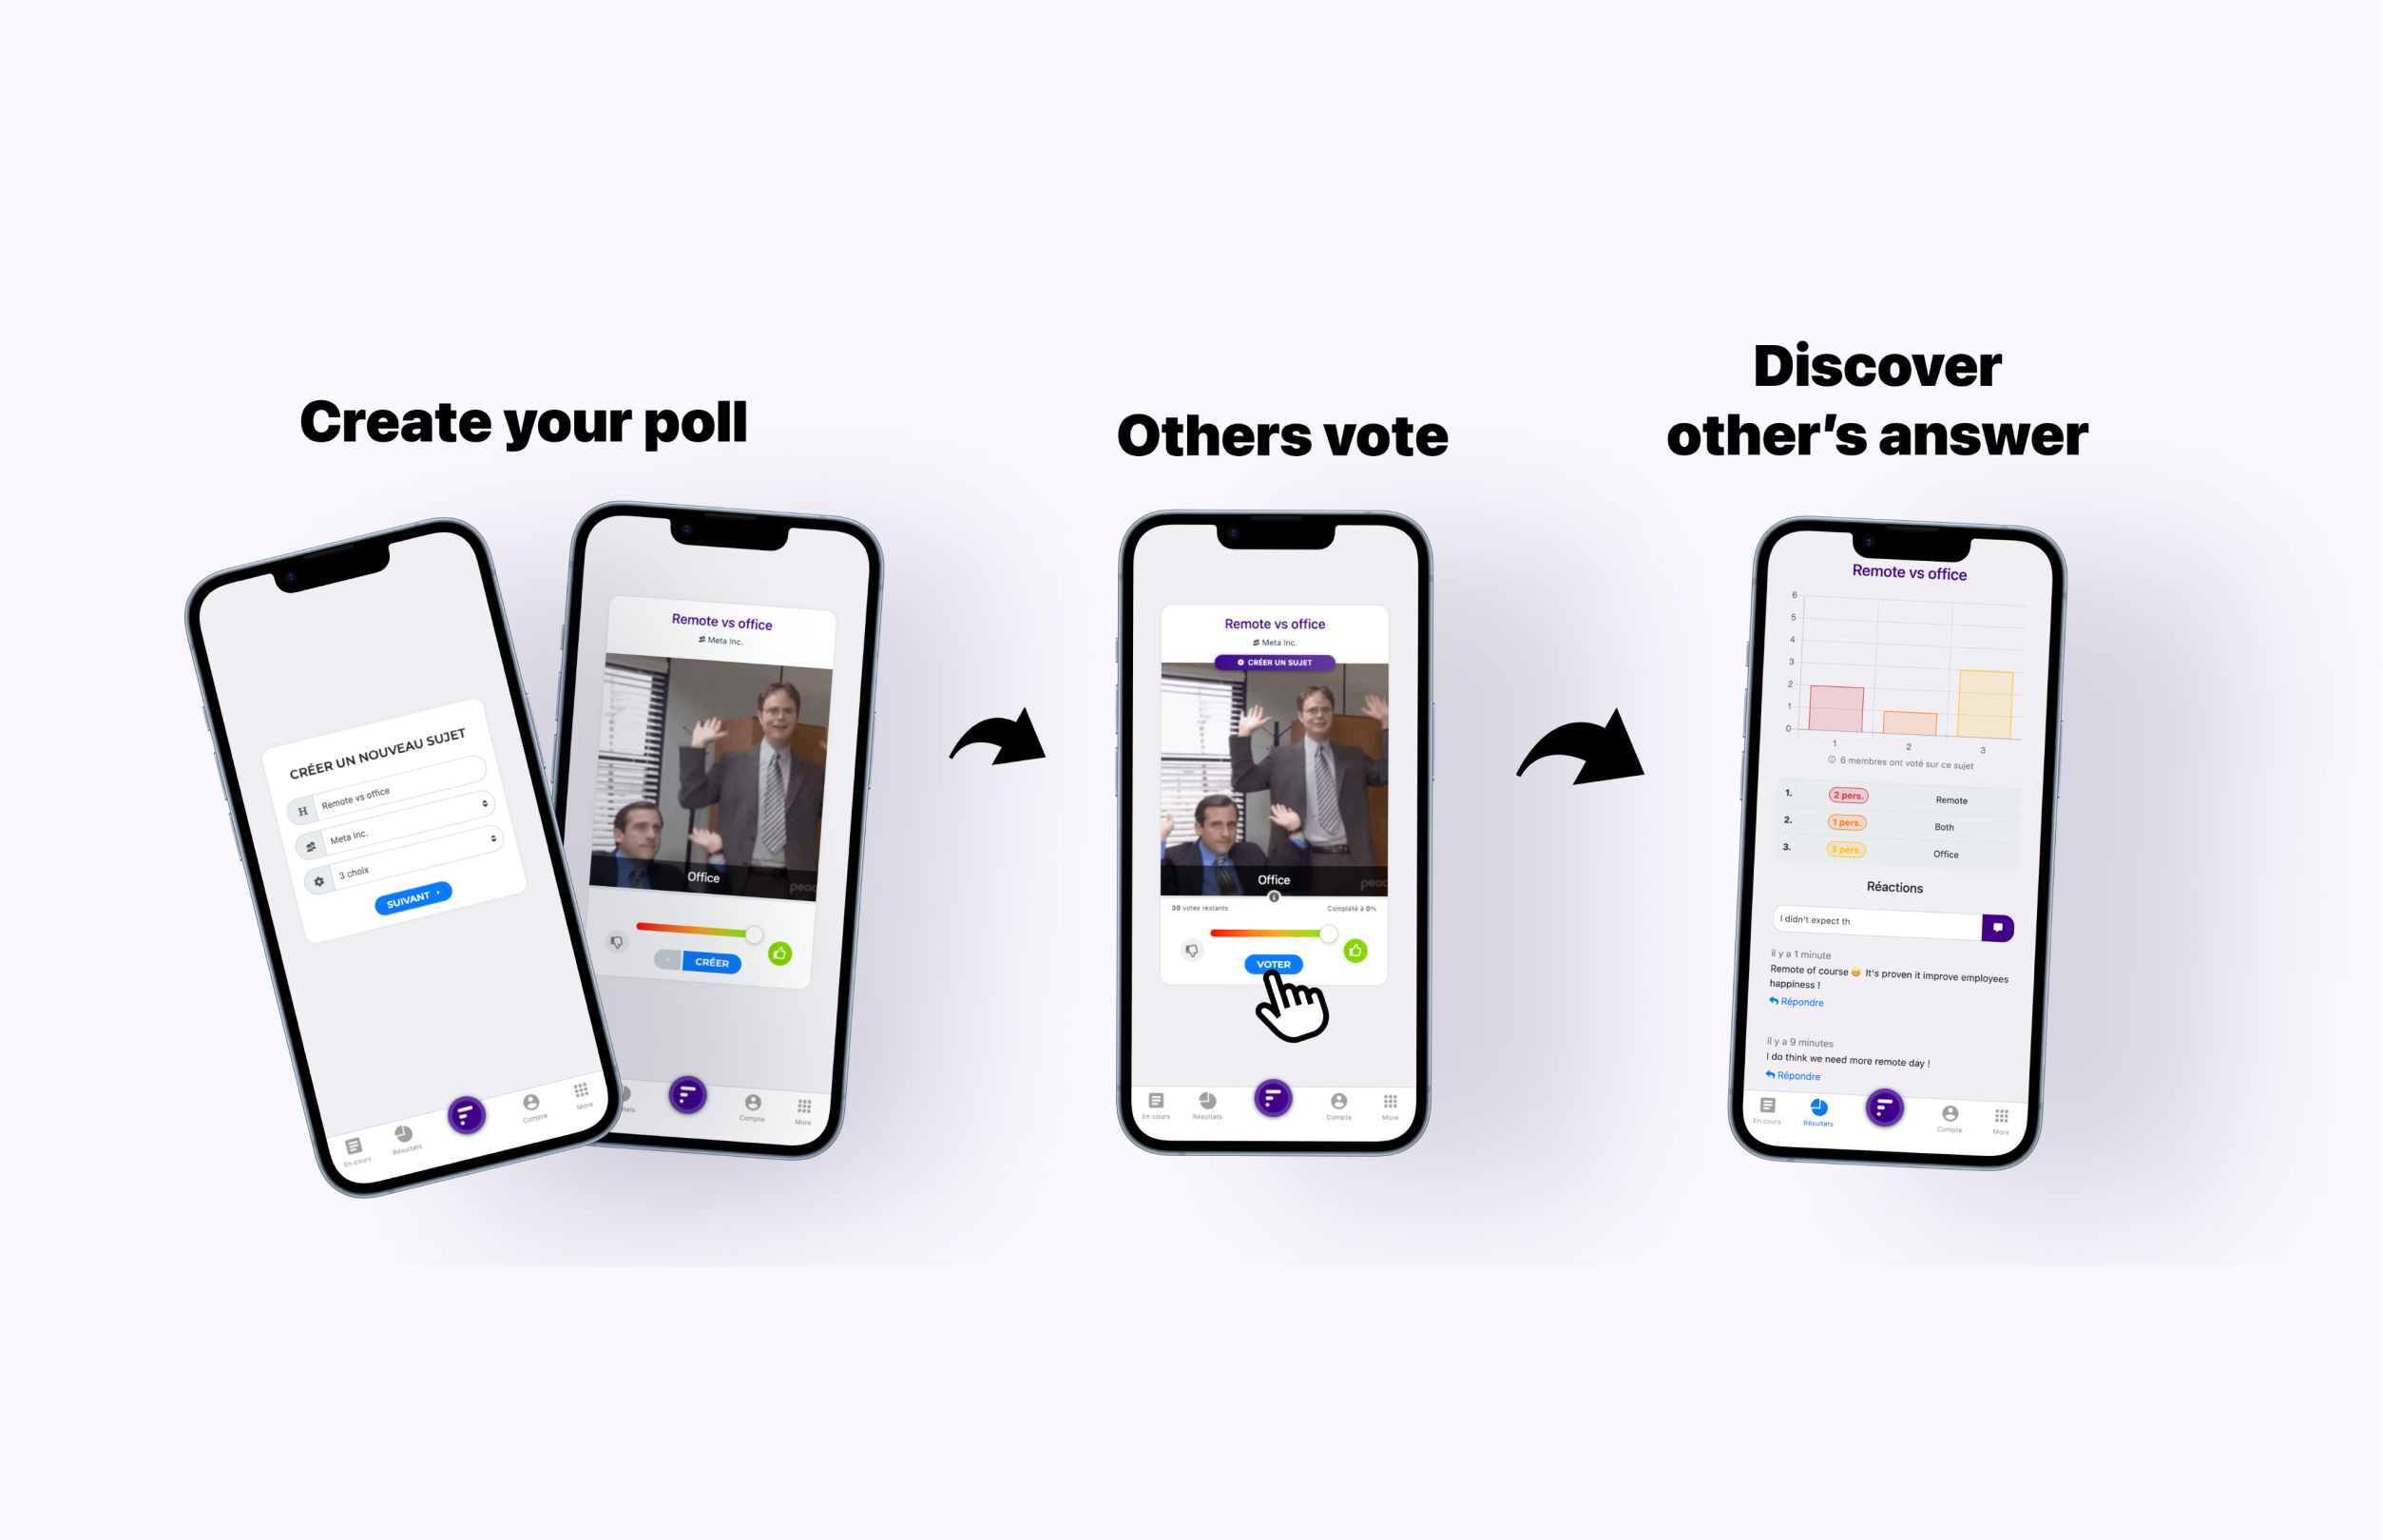 Create your poll
CRÉER UN NOUVEAU SUJET
H Remote vs office
Meta Inc.
3 choix
SUIVANT ›
En cours
Résultats
Compte
More
Remote vs office
Meta Inc.
Office
peac
‹ CRÉER
tats
Compte
More
Others vote
Remote vs office
Meta Inc.
CRÉER UN SUJET
Office
peac
30 votes restants
Complété à 0%
VOTER
En cours
Résultats
Compte
More
Discover
other’s answer
Remote vs office
6
5
4
3
2
1
0
1 2 3
6 membres ont voté sur ce sujet
1. 2 pers. Remote
2. 1 pers. Both
3. 3 pers. Office
Réactions
I didn't expect th
il y a 1 minute
Remote of course 😄 It's proven it improve employees
happiness !
Répondre
il y a 9 minutes
I do think we need more remote day !
Répondre
En cours
Résultats
Compte
More